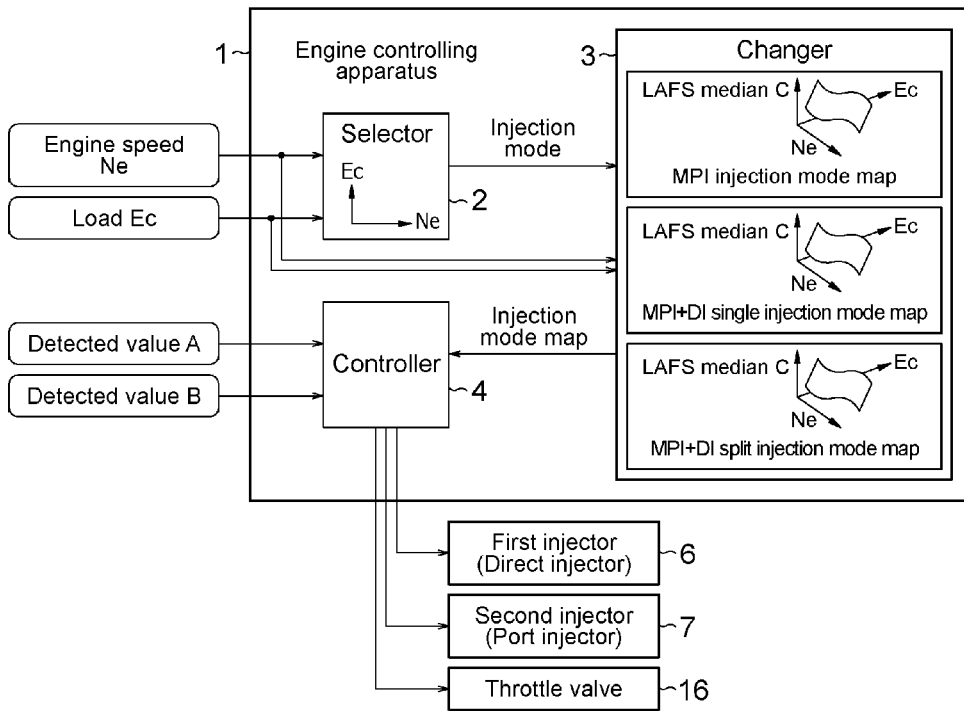 1
Engine controlling
apparatus
3
Changer
LAFS median C
Ec
Ne
MPI injection mode map
Engine speed
Ne
Load Ec
Selector
Ec
Ne
2
Injection
mode
LAFS median C
Ec
Ne
MPI+DI single injection mode map
Detected value A
Detected value B
Controller
4
Injection
mode map
LAFS median C
Ec
Ne
MPI+DI split injection mode map
First injector
(Direct injector)
6
Second injector
(Port injector)
7
Throttle valve
16